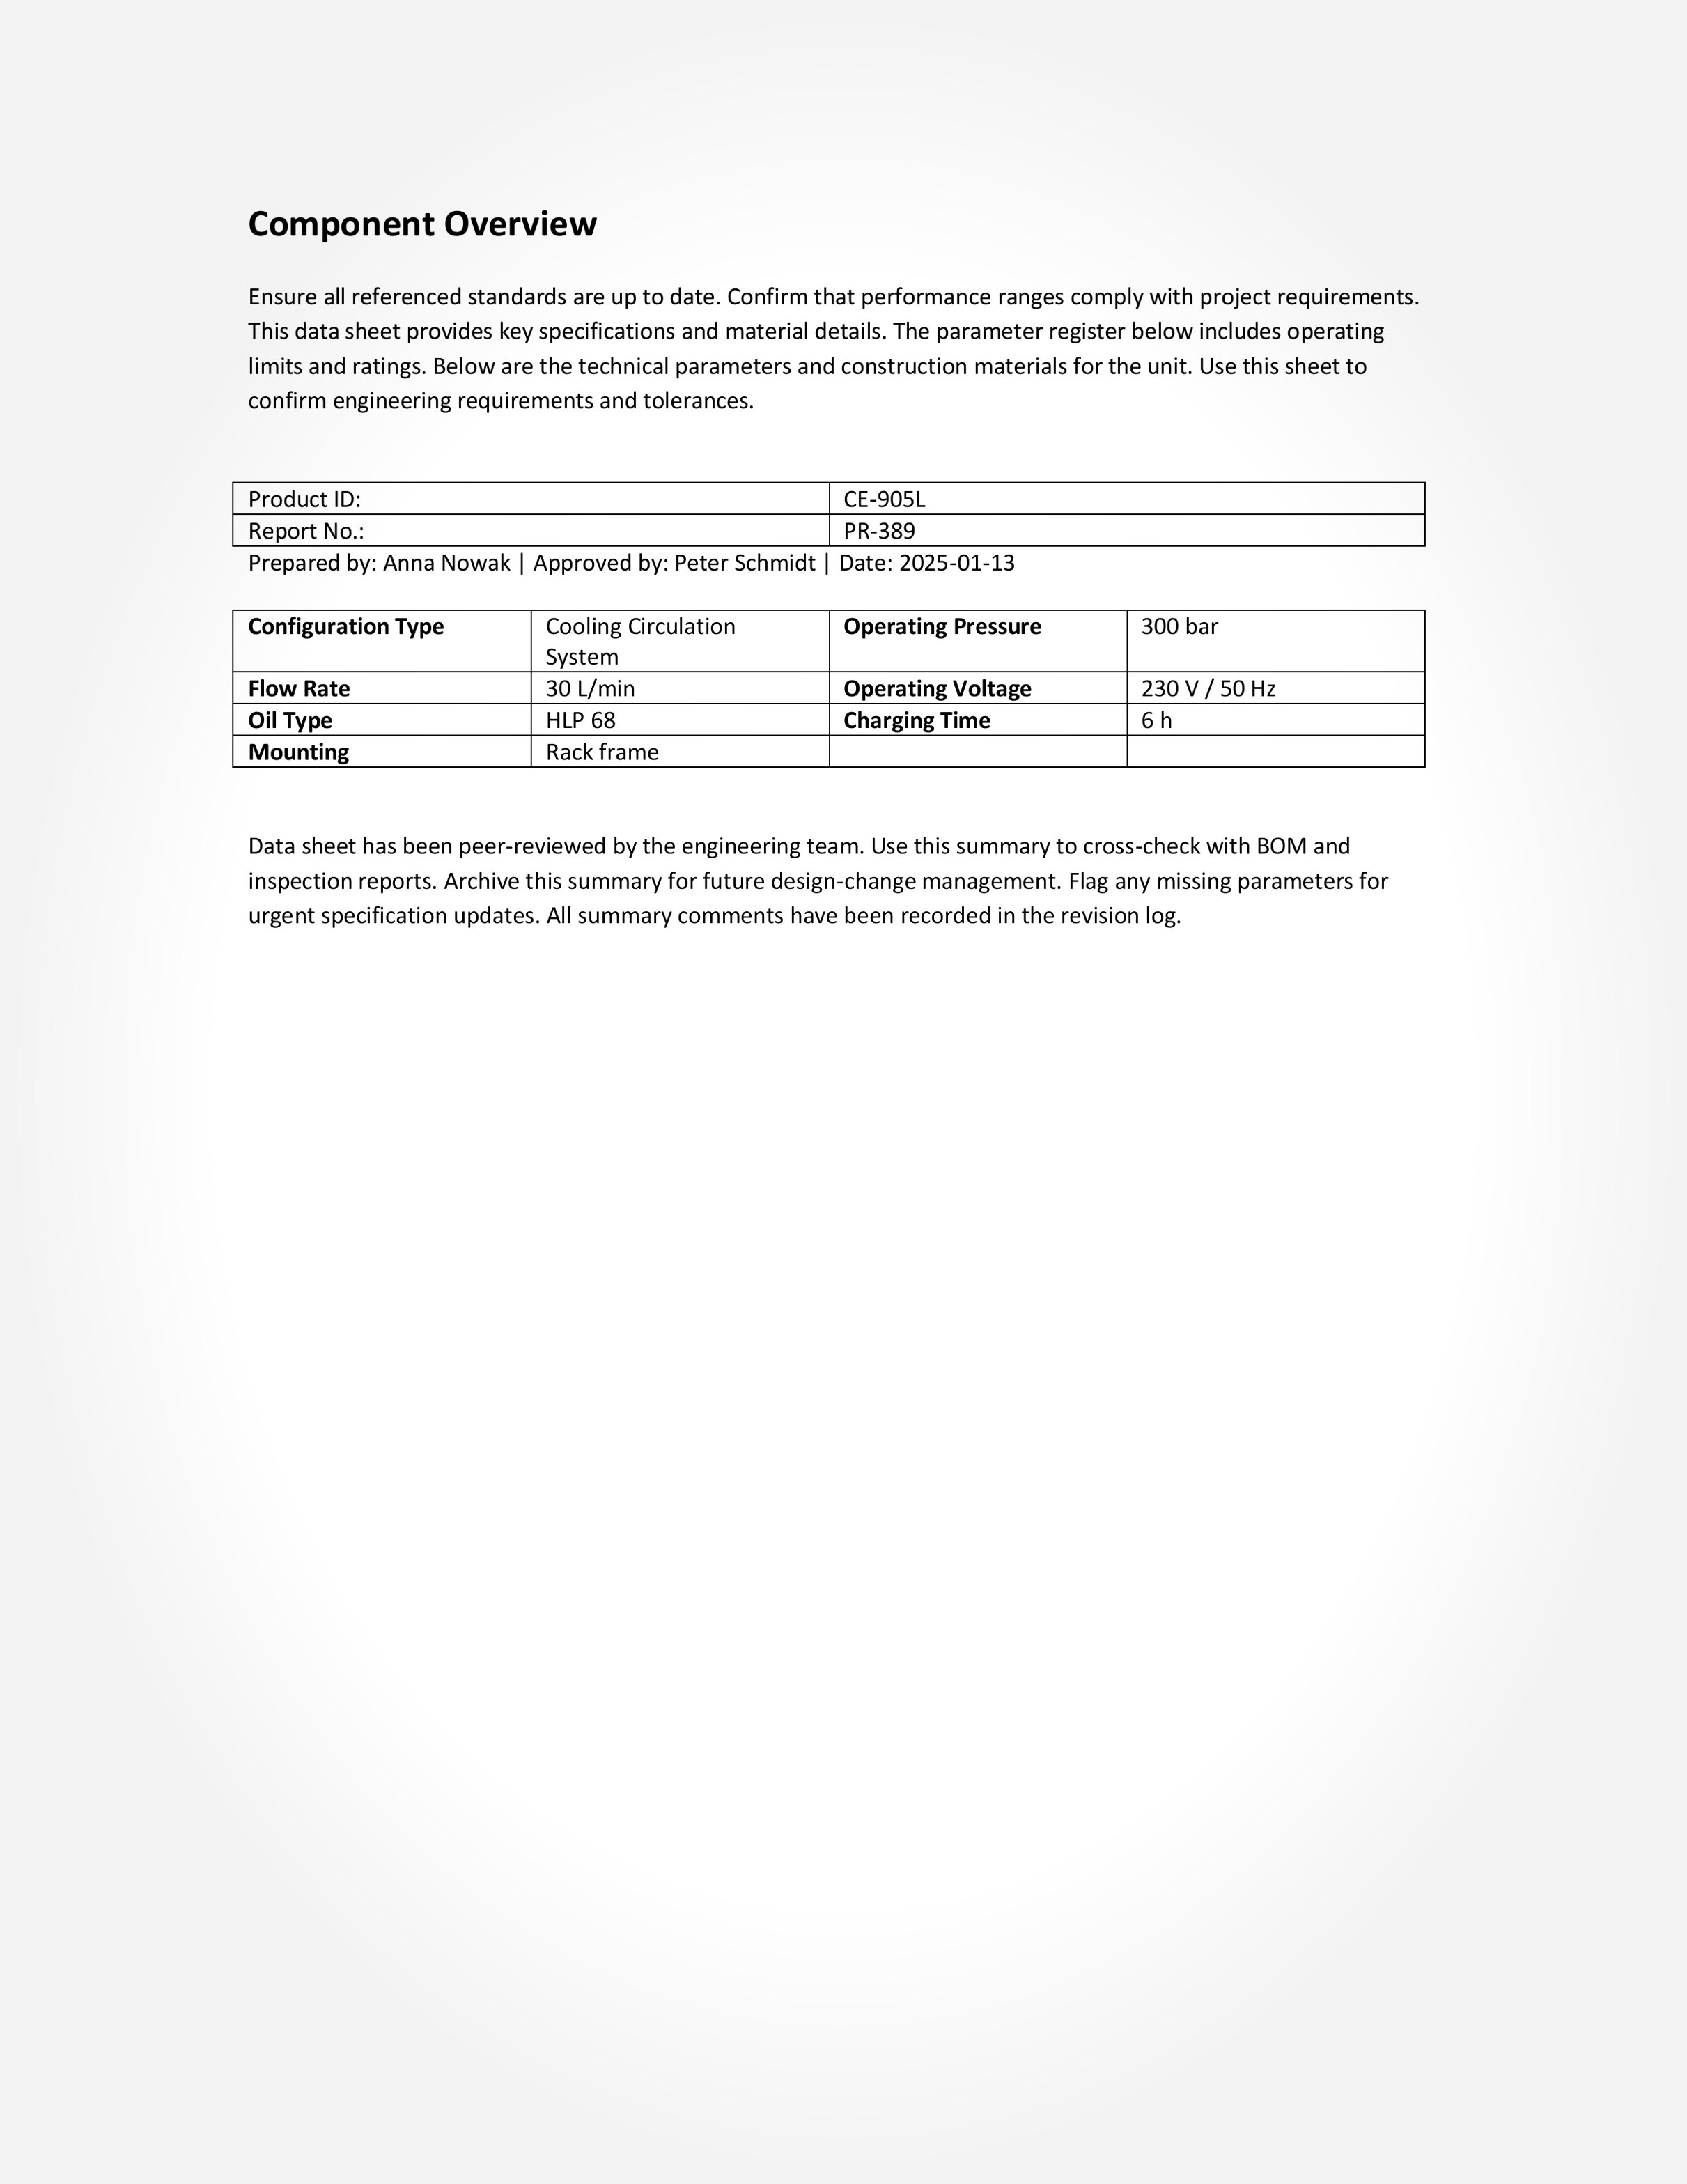 Component Overview
Ensure all referenced standards are up to date. Confirm that performance ranges comply with project requirements.
This data sheet provides key specifications and material details. The parameter register below includes operating
limits and ratings. Below are the technical parameters and construction materials for the unit. Use this sheet to
confirm engineering requirements and tolerances.
Product ID: CE-905L
Report No.: PR-389
Prepared by: Anna Nowak | Approved by: Peter Schmidt | Date: 2025-01-13
Configuration Type Cooling Circulation System Operating Pressure 300 bar
Flow Rate 30 L/min Operating Voltage 230 V / 50 Hz
Oil Type HLP 68 Charging Time 6 h
Mounting Rack frame
Data sheet has been peer-reviewed by the engineering team. Use this summary to cross-check with BOM and
inspection reports. Archive this summary for future design-change management. Flag any missing parameters for
urgent specification updates. All summary comments have been recorded in the revision log.